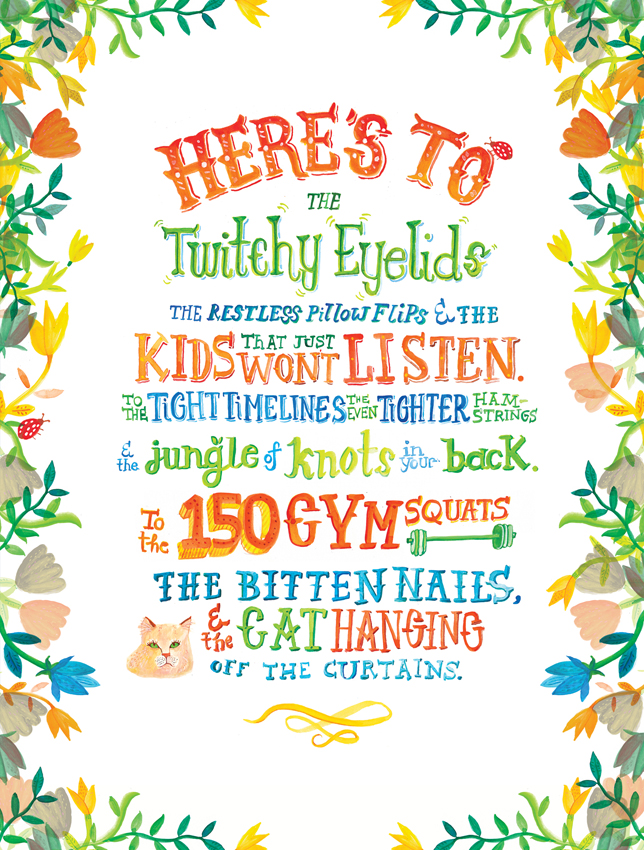 HERE'S TO
THE
Twitchy Eyelids
THE RESTLESS Pillow FLiPS & THE
KIDS THAT JUST WONT LISTEN.
TO THE TIGHT TIMELINES THE EVEN TIGHTER HAM-STRINGS
& the jungle of knots in your back.
To the 150 GYM SQUATS
THE BITTEN NAILS,
& the CAT HANGING
OFF THE CURTAINS.